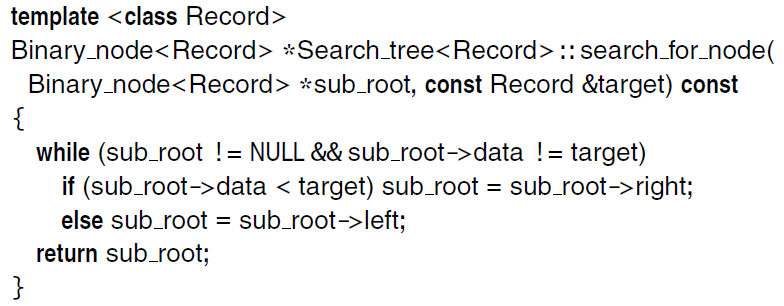 template <class Record>
Binary_node<Record> *Search_tree<Record> :: search_for_node(
Binary_node<Record> *sub_root, const Record &target) const
{
while (sub_root != NULL && sub_root->data != target)
if (sub_root->data < target) sub_root = sub_root->right;
else sub_root = sub_root->left;
return sub_root;
}